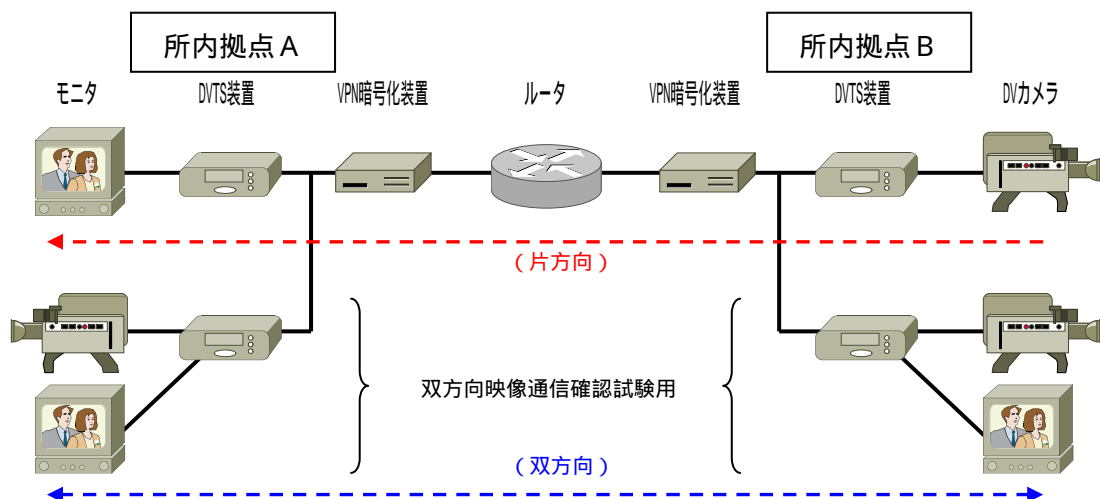 所内拠点A
所内拠点B
モニタ
DVTS装置
VPN暗号化装置
ルータ
VPN暗号化装置
DVTS装置
DVカメラ
(片方向)
双方向映像通信確認試験用
(双方向)